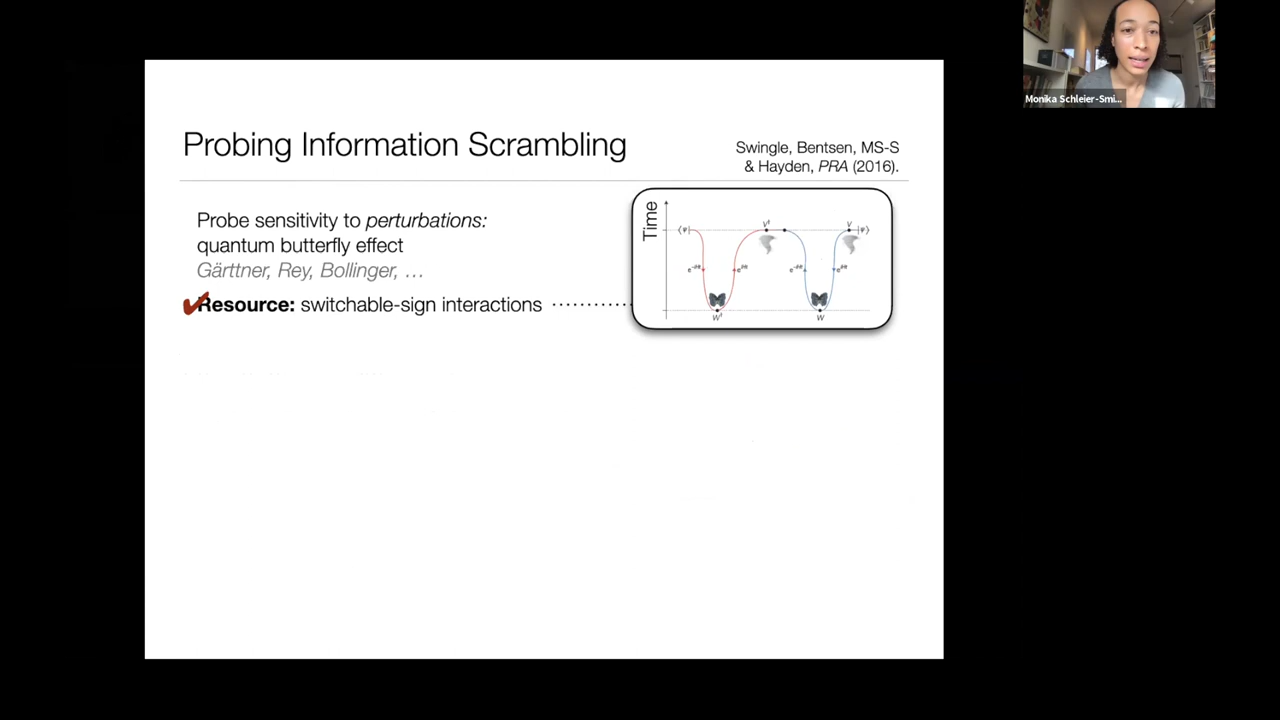 Monika Schleier-Smi...
Probing Information Scrambling
Swingle, Bentsen, MS-S
& Hayden, PRA (2016).
Probe sensitivity to perturbations:
quantum butterfly effect
Gärttner, Rey, Bollinger, …
Resource: switchable-sign interactions
Time
V† V
W† W